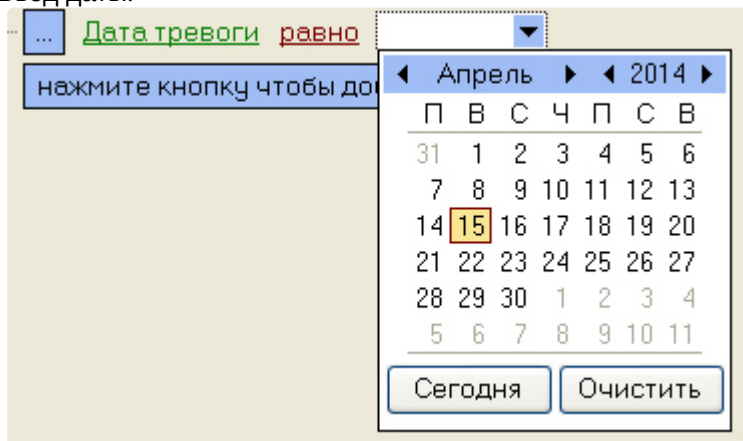 ... Дата тревоги равно
нажмите кнопку чтобы
Апрель 2014
П В С Ч П С В
31 1 2 3 4 5 6
7 8 9 10 11 12 13
14 15 16 17 18 19 20
21 22 23 24 25 26 27
28 29 30 1 2 3 4
5 6 7 8 9 10 11
Сегодня Очистить